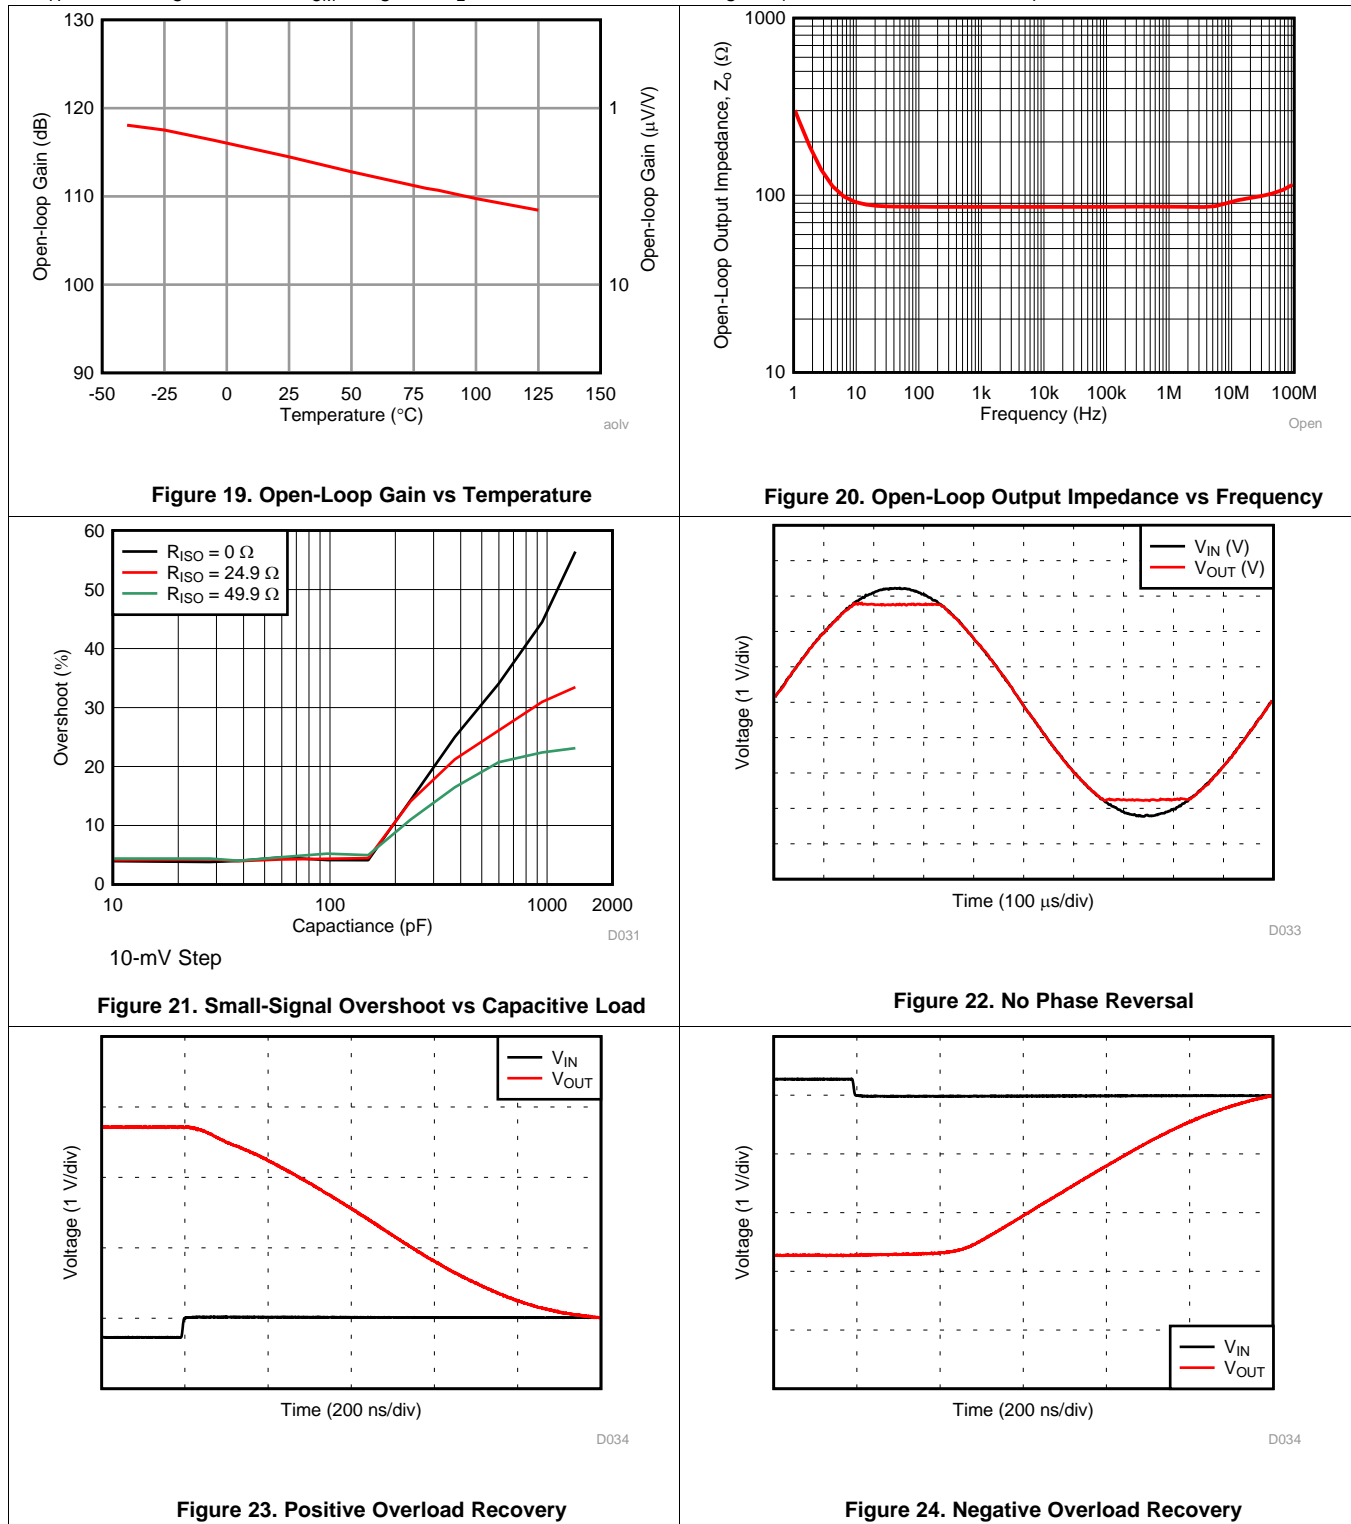 130
120
110
100
90
1
10
-50 -25 0 25 50 75 100 125 150
Open-loop Gain (dB)
Open-loop Gain (μV/V)
Temperature (°C)
aolv
Figure 19. Open-Loop Gain vs Temperature
1000
100
10
1 10 100 1k 10k 100k 1M 10M 100M
Open-Loop Output Impedance, Zo (Ω)
Frequency (Hz)
Open
Figure 20. Open-Loop Output Impedance vs Frequency
60
50
40
30
20
10
0
RISO = 0 Ω
RISO = 24.9 Ω
RISO = 49.9 Ω
10 100 1000 2000
Overshoot (%)
Capactiance (pF)
D031
10-mV Step
Figure 21. Small-Signal Overshoot vs Capacitive Load
VIN (V)
VOUT (V)
Voltage (1 V/div)
Time (100 μs/div)
D033
Figure 22. No Phase Reversal
VIN
VOUT
Voltage (1 V/div)
Time (200 ns/div)
D034
Figure 23. Positive Overload Recovery
Voltage (1 V/div)
VIN
VOUT
Time (200 ns/div)
D034
Figure 24. Negative Overload Recovery